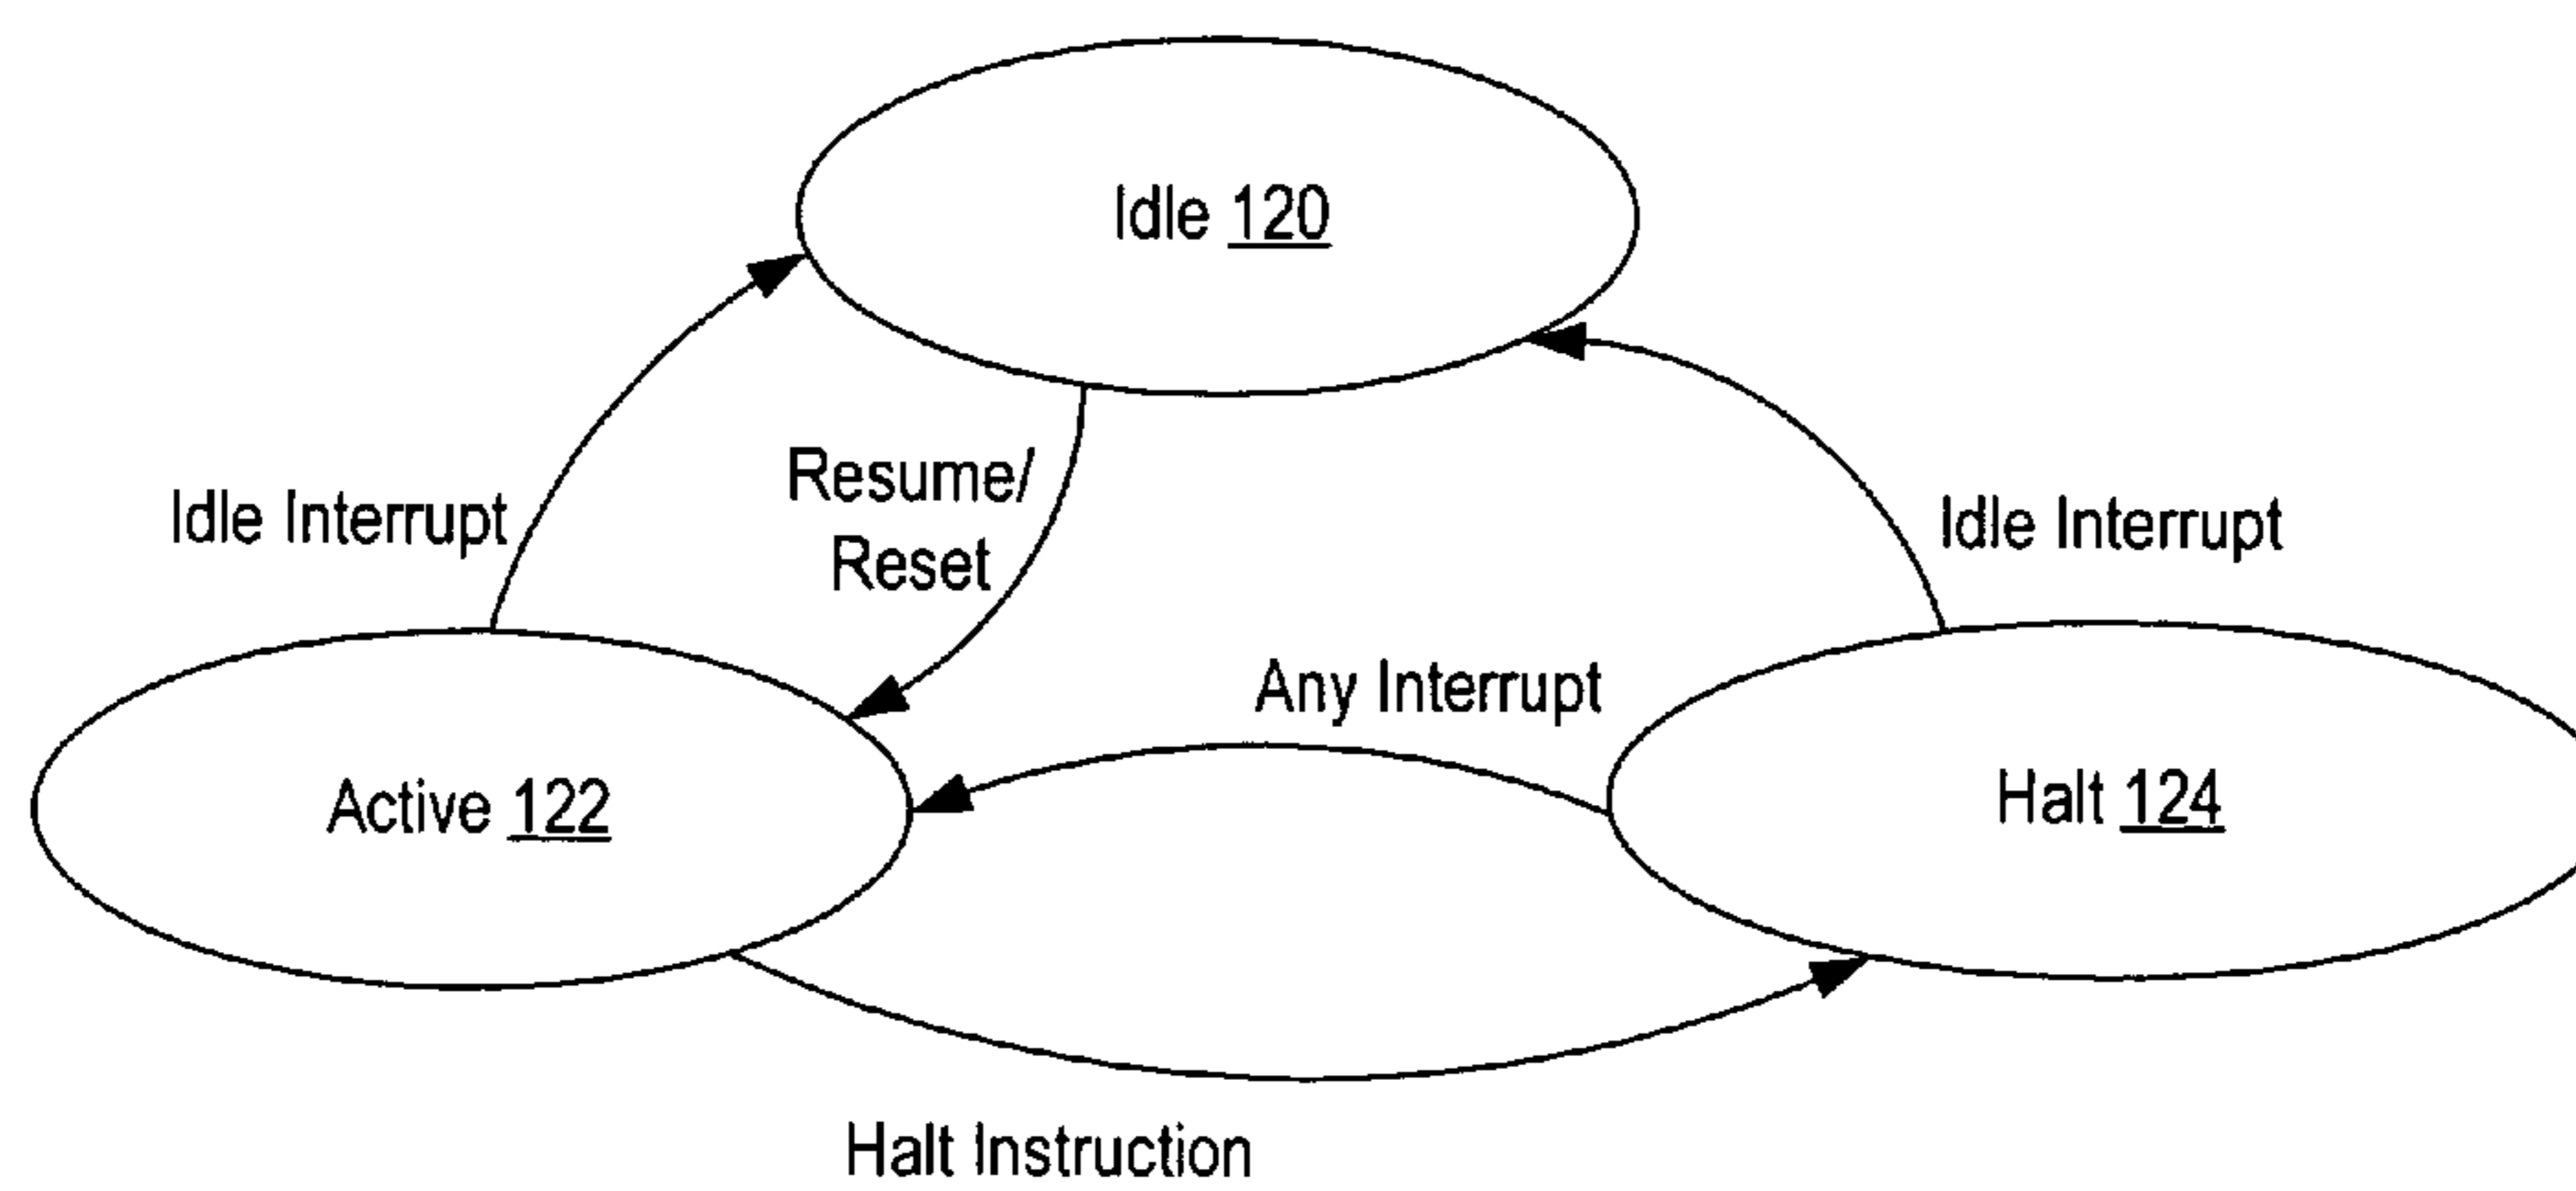 Idle 120
Resume/
Reset
Idle Interrupt
Idle Interrupt
Any Interrupt
Active 122
Halt 124
Halt Instruction